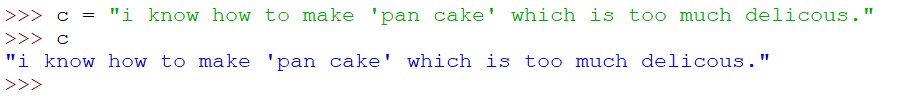 >>> c = "i know how to make 'pan cake' which is too much delicous."
>>> c
"i know how to make 'pan cake' which is too much delicous."
>>>